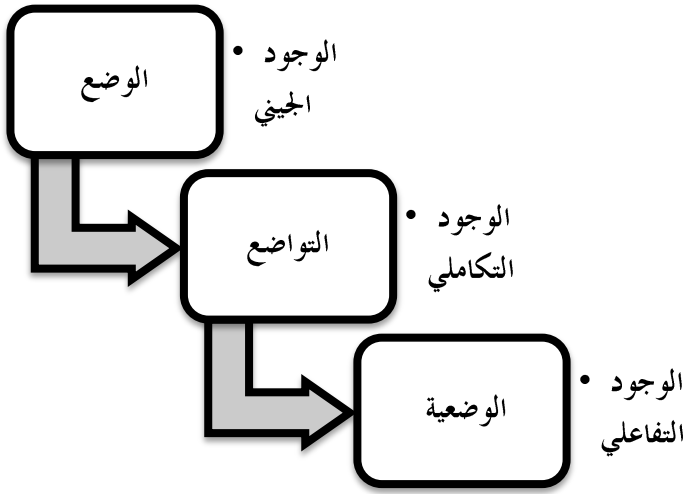 الوضع
• الوجود
الجيني
التواضع
• الوجود
التكاملي
الوضعية
• الوجود
التفاعلي